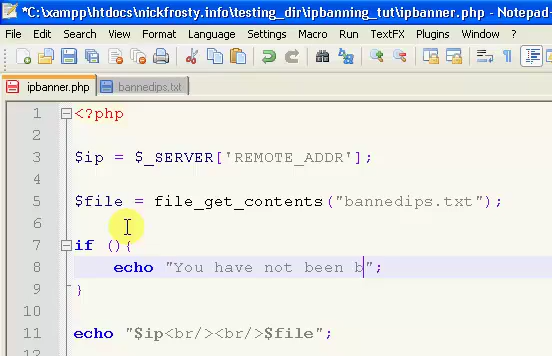 *C:\xampp\htdocs\nickfrosty.info\testing_dir\ipbanning_tut\ipbanner.php - Notepad
File Edit Search View Format Language Settings Macro Run TextFX Plugins Window ?
ipbanner.php bannedips.txt
1 <?php
2
3 $ip = $_SERVER['REMOTE_ADDR'];
4
5 $file = file_get_contents("bannedips.txt");
6
7 if (){
8 echo "You have not been b";
9 }
10
11 echo "$ip<br/><br/>$file";
12